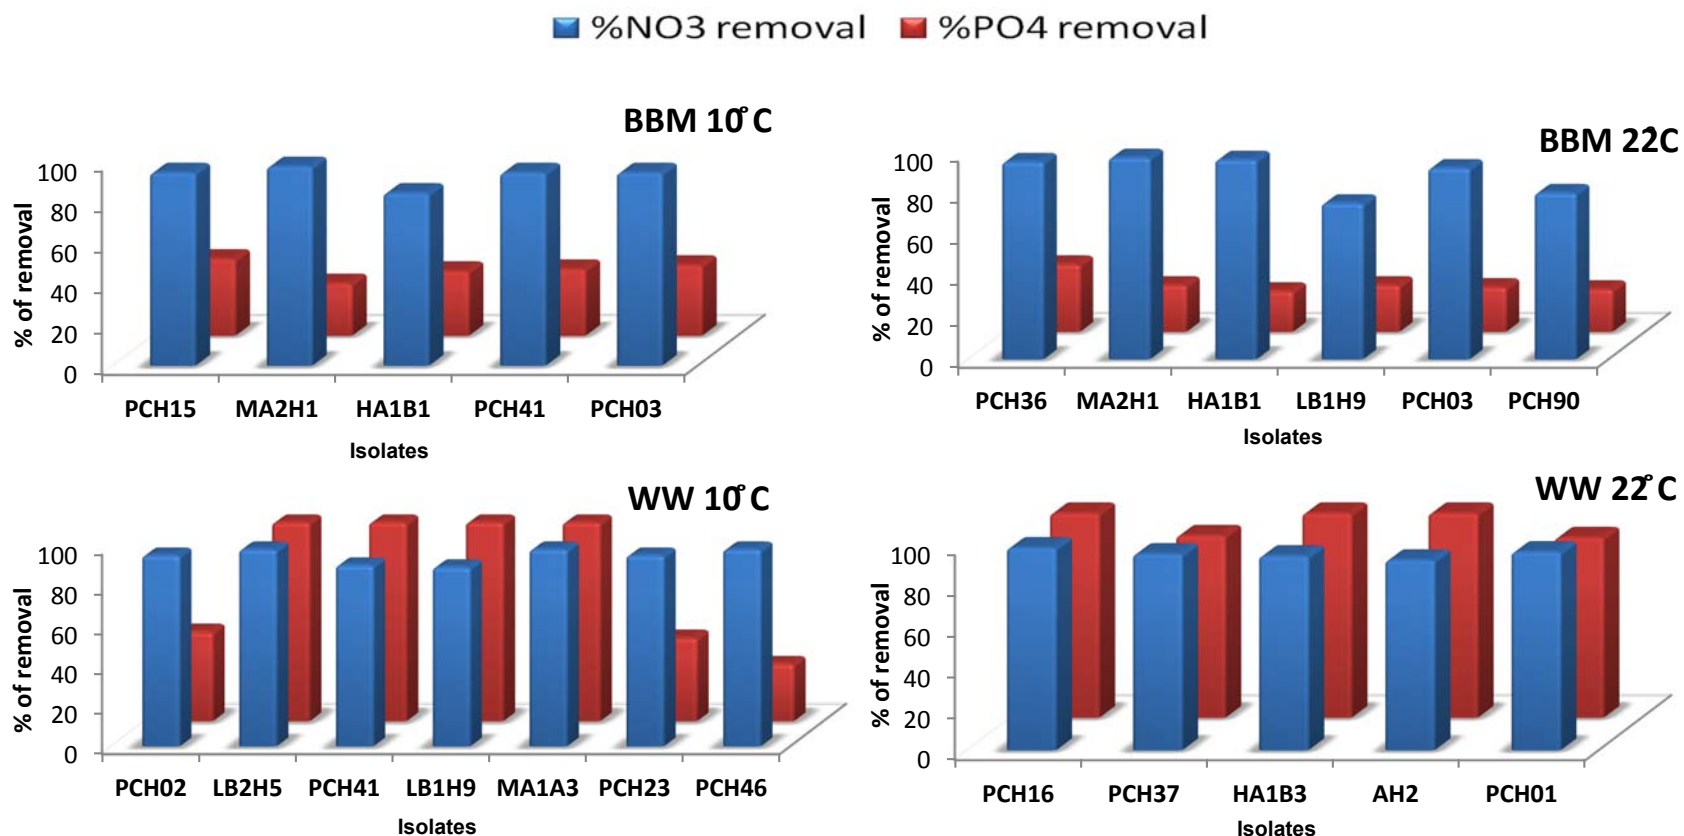 %NO3 removal %PO4 removal
BBM 10°C
% of removal
100
80
60
40
20
0
PCH15 MA2H1 HA1B1 PCH41 PCH03
Isolates
BBM 22°C
% of removal
100
80
60
40
20
0
PCH36 MA2H1 HA1B1 LB1H9 PCH03 PCH90
Isolates
WW 10°C
% of removal
100
80
60
40
20
0
PCH02 LB2H5 PCH41 LB1H9 MA1A3 PCH23 PCH46
Isolates
WW 22°C
% of removal
100
80
60
40
20
0
PCH16 PCH37 HA1B3 AH2 PCH01
Isolates